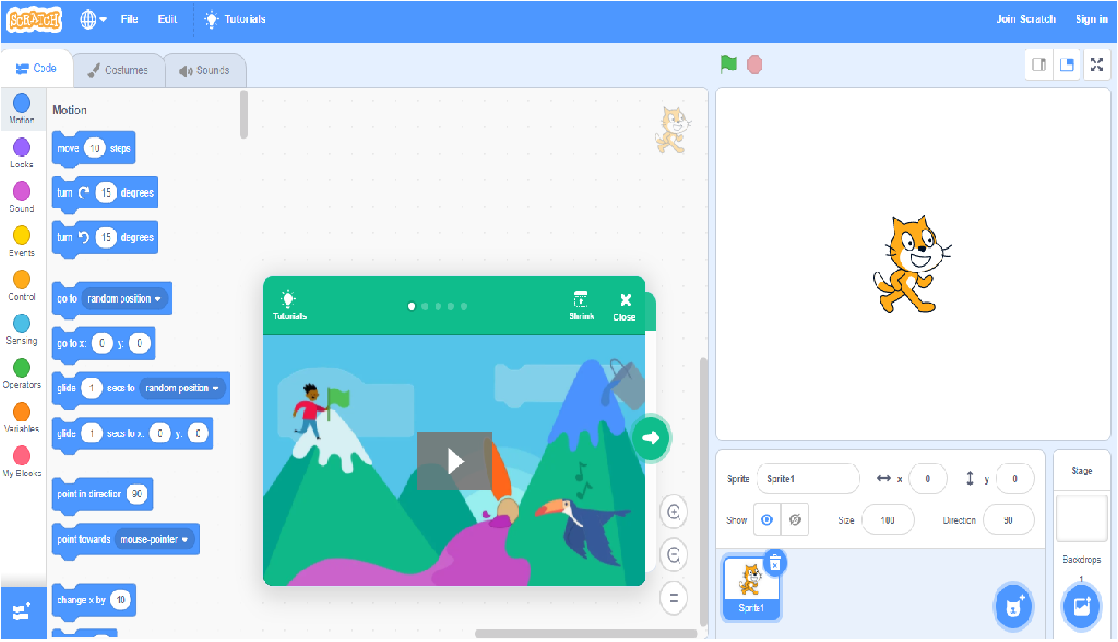 SCRATCH File Edit Tutorials Join Scratch Sign in
Code Costumes Sounds
Motion
Motion
move 10 steps
Looks
turn 15 degrees
Sound
turn 15 degrees
Events
Control
go to random position
Sensing
go to x: 0 y: 0
Operators
glide 1 secs to random position
Variables
glide 1 secs to x: 0 y: 0
My Blocks
point in direction 90
point towards mouse-pointer
change x by 10
Tutorials Shrink Close
Sprite Sprite1 x 0 y 0
Show Size 100 Direction 90
Sprite1
Stage
Backdrops
1